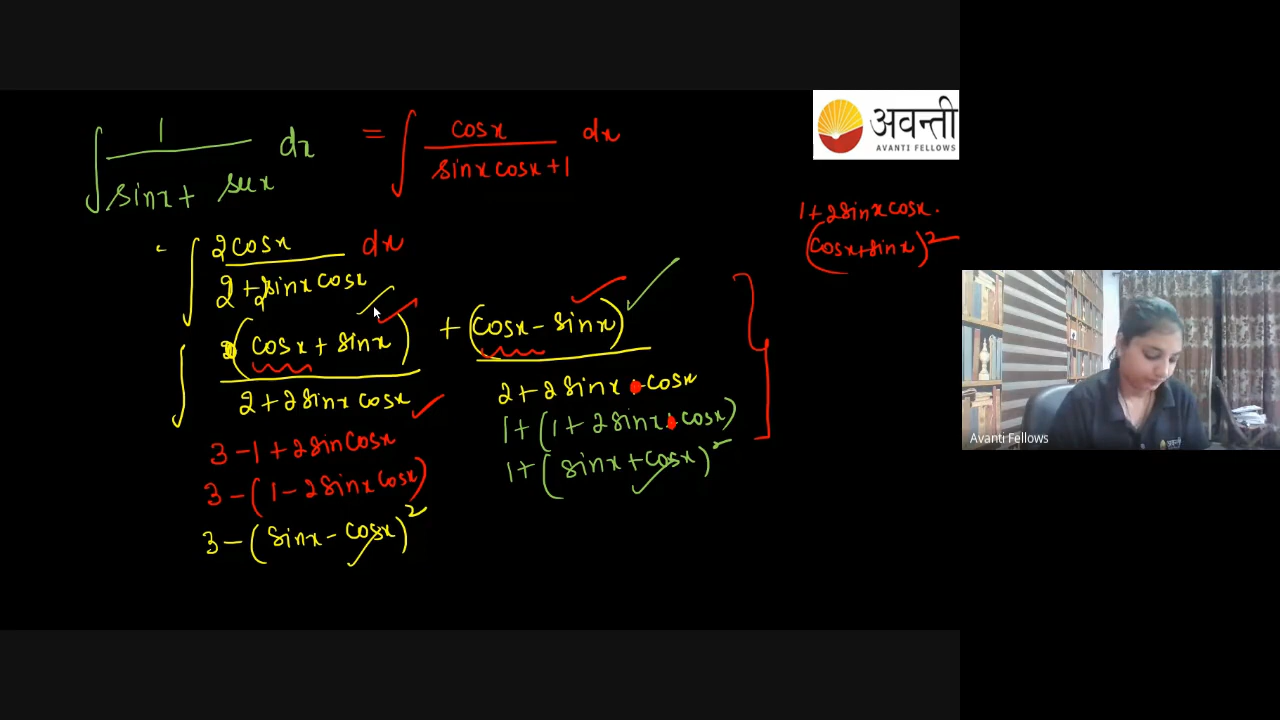 ∫ 1/(sinx + secx) dx = ∫ cosx/(sinx cosx + 1) dx
अवन्ती
AVANTI FELLOWS
1 + 2sinx cosx.
(cosx + sinx)²
∫ 2cosx/(2 + 2sinx cosx) dx
∫ (cosx + sinx)/(2 + 2sinx cosx) + (cosx - sinx)/(2 + 2sinx · cosx)
1 + (1 + 2sinx · cosx)
3 - 1 + 2sinx cosx
1 + (sinx + cosx)²
3 - (1 - 2sinx cosx)
3 - (sinx - cosx)²
Avanti Fellows